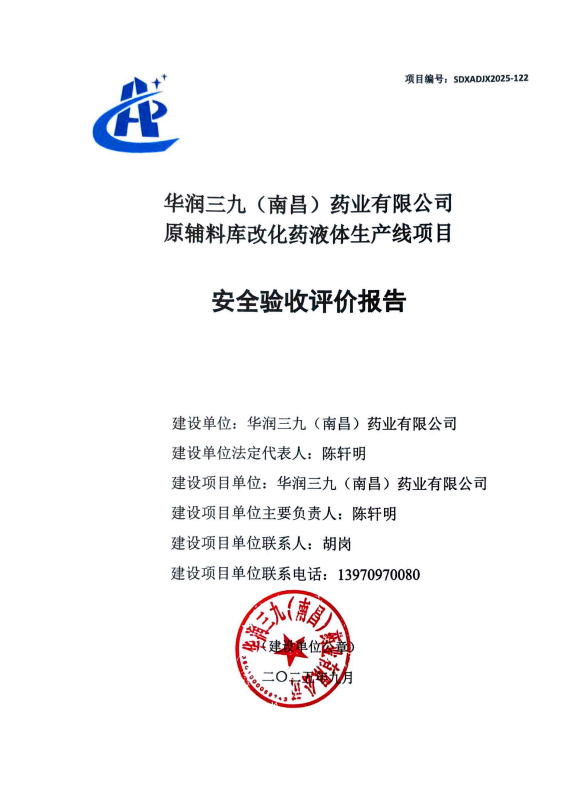 项目编号：SDXADJX2025-122
华润三九（南昌）药业有限公司
原辅料库改化药液体生产线项目
安全验收评价报告
建设单位：华润三九（南昌）药业有限公司
建设单位法定代表人：陈轩明
建设项目单位：华润三九（南昌）药业有限公司
建设项目单位主要负责人：陈轩明
建设项目单位联系人：胡岗
建设项目单位联系电话：13970970080
华润三九（南昌）药业有限公司
（建设单位公章）
二〇二五年九月